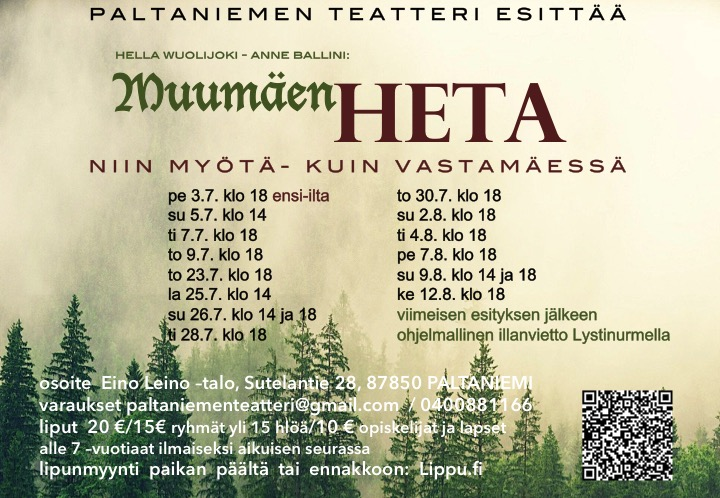 PALTANIEMEN TEATTERI ESITTÄÄ
HELLA WUOLIJOKI - ANNE BALLINI:
Muumäen HETA
NIIN MYÖTÄ- KUIN VASTAMÄESSÄ
pe 3.7. klo 18 ensi-ilta
su 5.7. klo 14
ti 7.7. klo 18
to 9.7. klo 18
to 23.7. klo 18
la 25.7. klo 14
su 26.7. klo 14 ja 18
ti 28.7. klo 18
to 30.7. klo 18
su 2.8. klo 18
ti 4.8. klo 18
pe 7.8. klo 18
su 9.8. klo 14 ja 18
ke 12.8. klo 18
viimeisen esityksen jälkeen
ohjelmallinen illanvietto Lystinurmella
osoite Eino Leino -talo, Sutelantie 28, 87850 PALTANIEMI
varaukset paltaniementeatteri@gmail.com / 0400881166
liput 20 €/15€ ryhmät yli 15 hlöä/10 € opiskelijat ja lapset
alle 7 -vuotiaat ilmaiseksi aikuisen seurassa
lipunmyynti paikan päältä tai ennakkoon: Lippu.fi